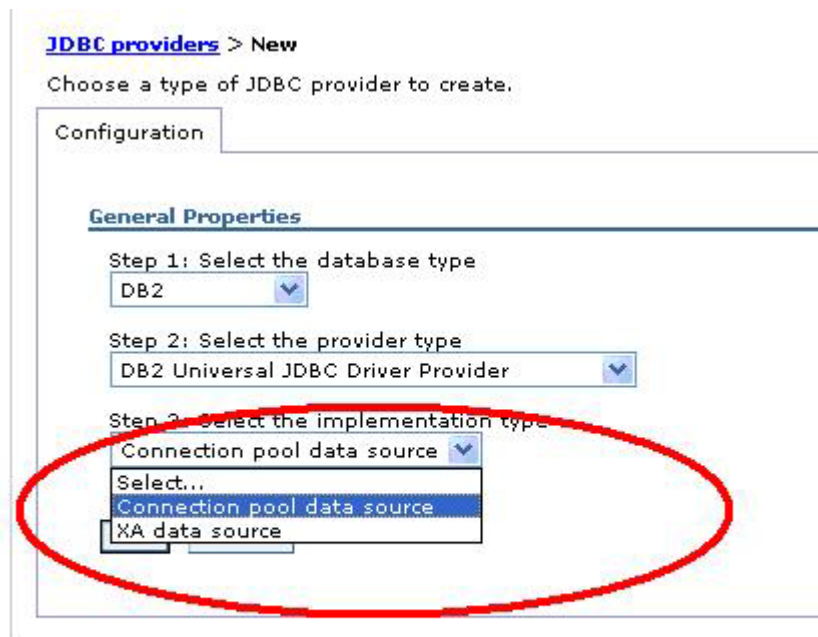 JDBC providers > New
Choose a type of JDBC provider to create.
Configuration
General Properties
Step 1: Select the database type
DB2
Step 2: Select the provider type
DB2 Universal JDBC Driver Provider
Step 3: Select the implementation type
Connection pool data source
Select...
Connection pool data source
XA data source